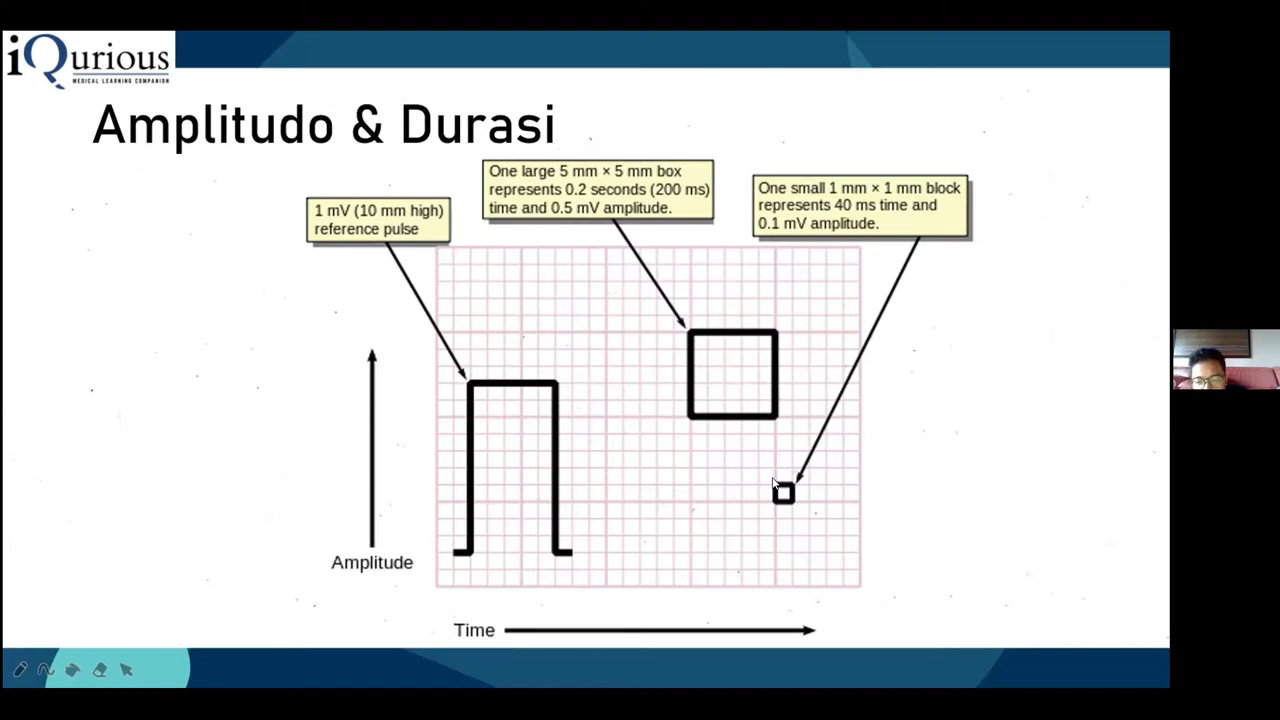 iQurious
MEDICAL LEARNING COMPANION
Amplitudo & Durasi
1 mV (10 mm high)
reference pulse
One large 5 mm × 5 mm box
represents 0.2 seconds (200 ms)
time and 0.5 mV amplitude.
One small 1 mm × 1 mm block
represents 40 ms time and
0.1 mV amplitude.
Amplitude
Time